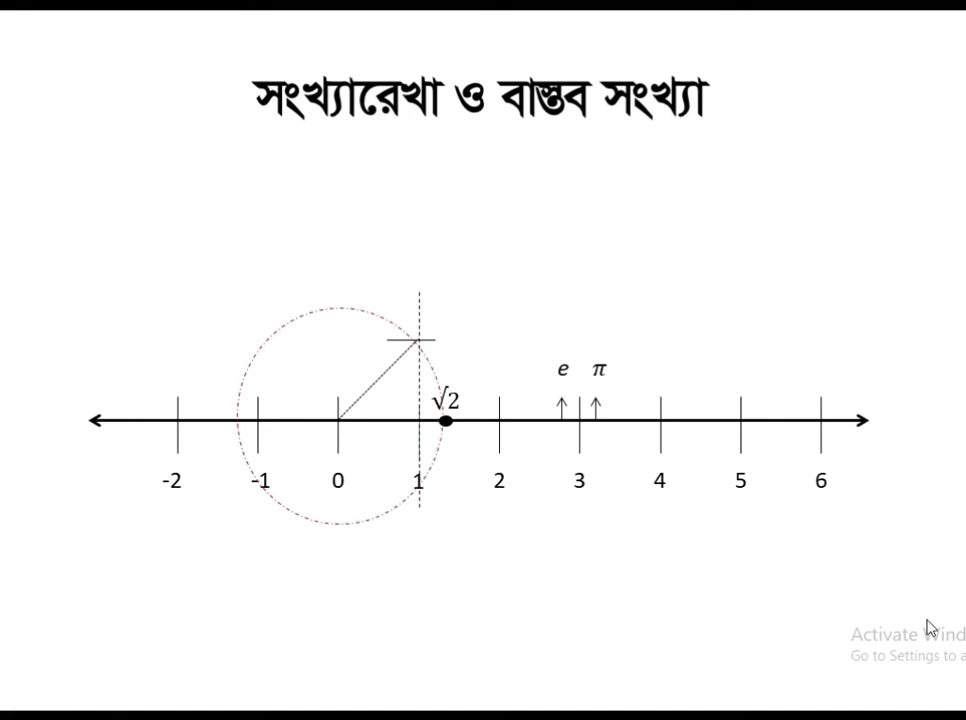 সংখ্যারেখা ও বাস্তব সংখ্যা
e π
√2
-2 -1 0 1 2 3 4 5 6
Activate Wind
Go to Settings to a